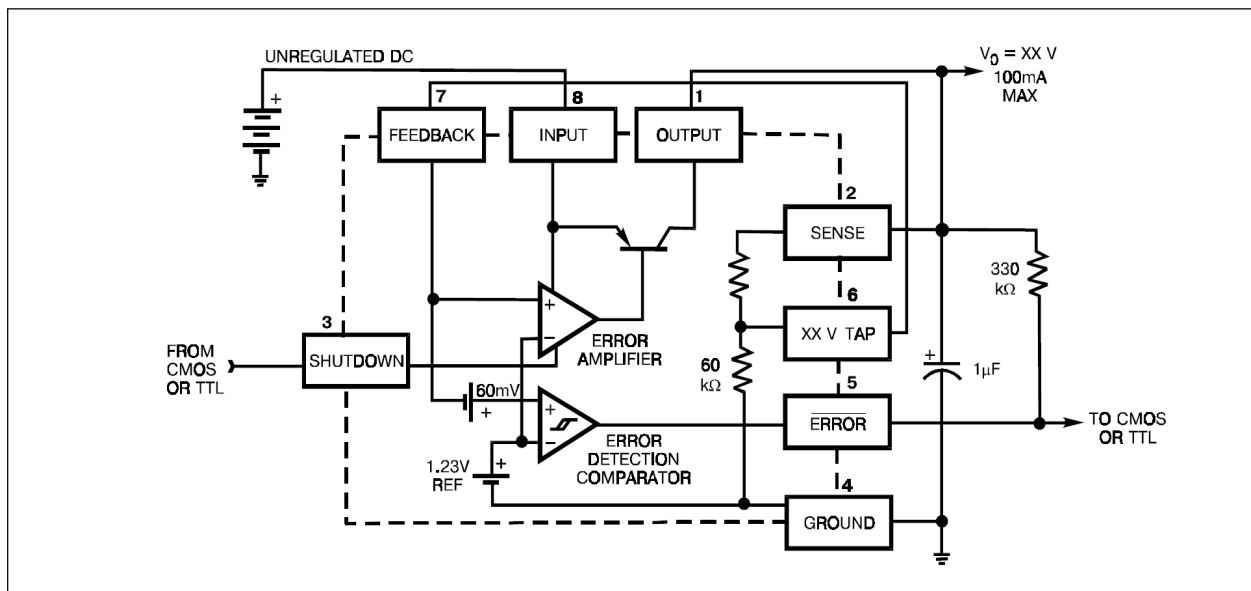 UNREGULATED DC
V0 = XX V
100mA
MAX
+
7
8
1
FEEDBACK
INPUT
OUTPUT
2
SENSE
330
kΩ
6
XX V TAP
3
SHUTDOWN
FROM
CMOS
OR TTL
+
−
ERROR
AMPLIFIER
60
kΩ
+
1µF
5
60mV
+
+
−
ERROR
TO CMOS
OR TTL
ERROR
DETECTION
COMPARATOR
1.23V
REF
+
4
GROUND